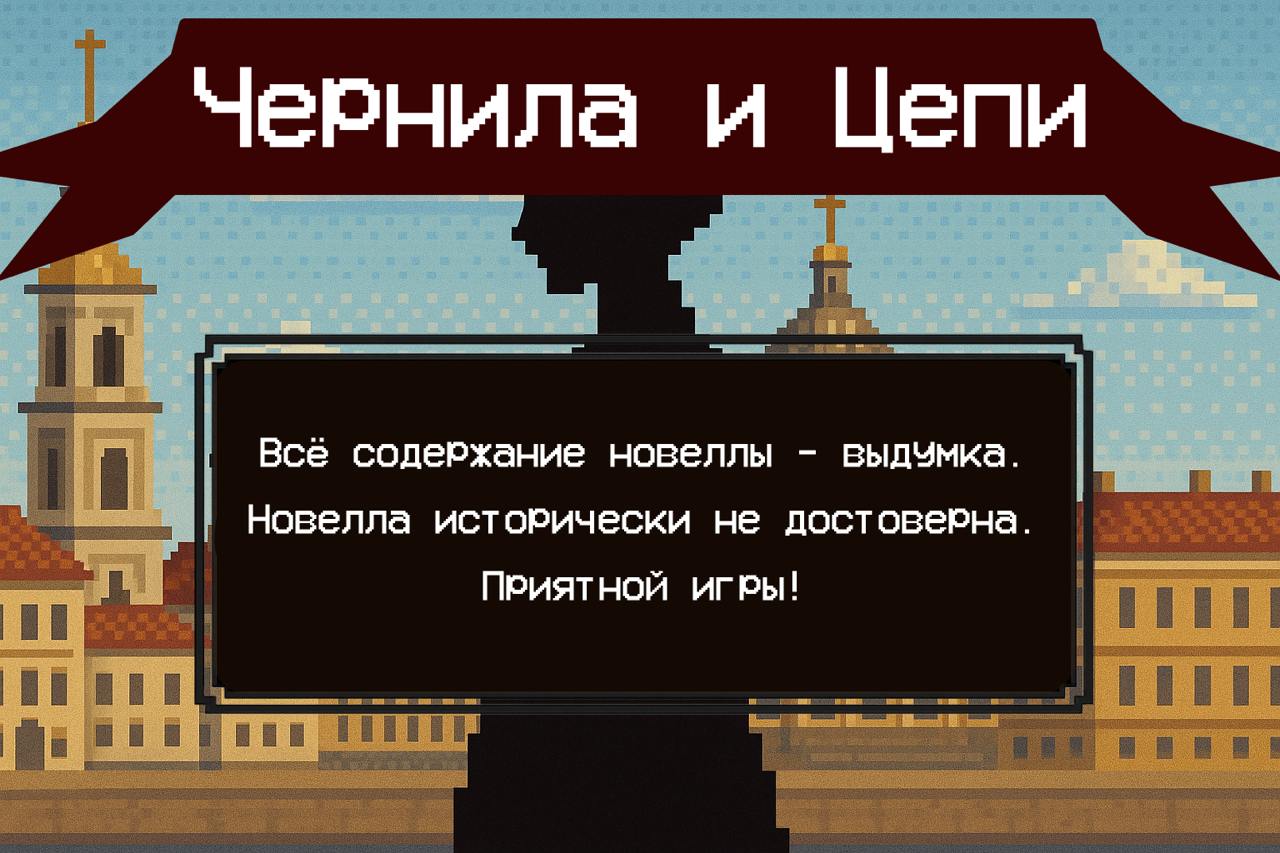 Чернила и Цепи
Всё содержание новеллы - выдумка.
Новелла исторически не достоверна.
Приятной игры!